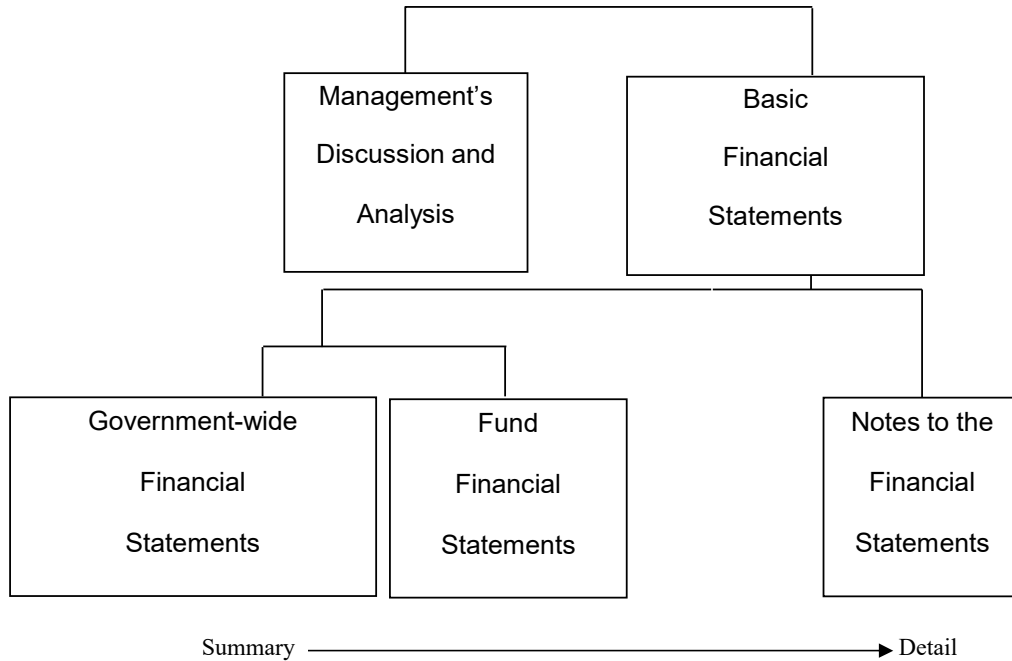 Management’s
Discussion and
Analysis
Basic
Financial
Statements
Government-wide
Financial
Statements
Fund
Financial
Statements
Notes to the
Financial
Statements
Summary
Detail